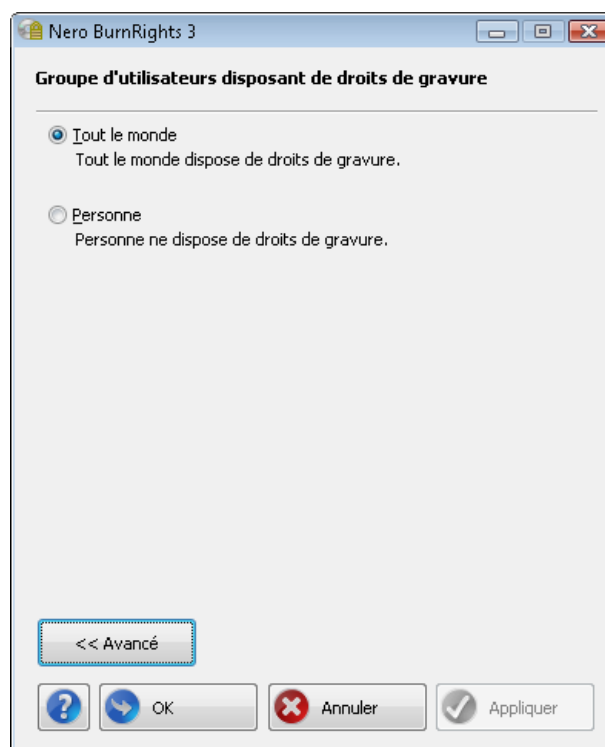 Nero BurnRights 3
Groupe d'utilisateurs disposant de droits de gravure
Tout le monde
Tout le monde dispose de droits de gravure.
Personne
Personne ne dispose de droits de gravure.
<< Avancé
? OK Annuler Appliquer